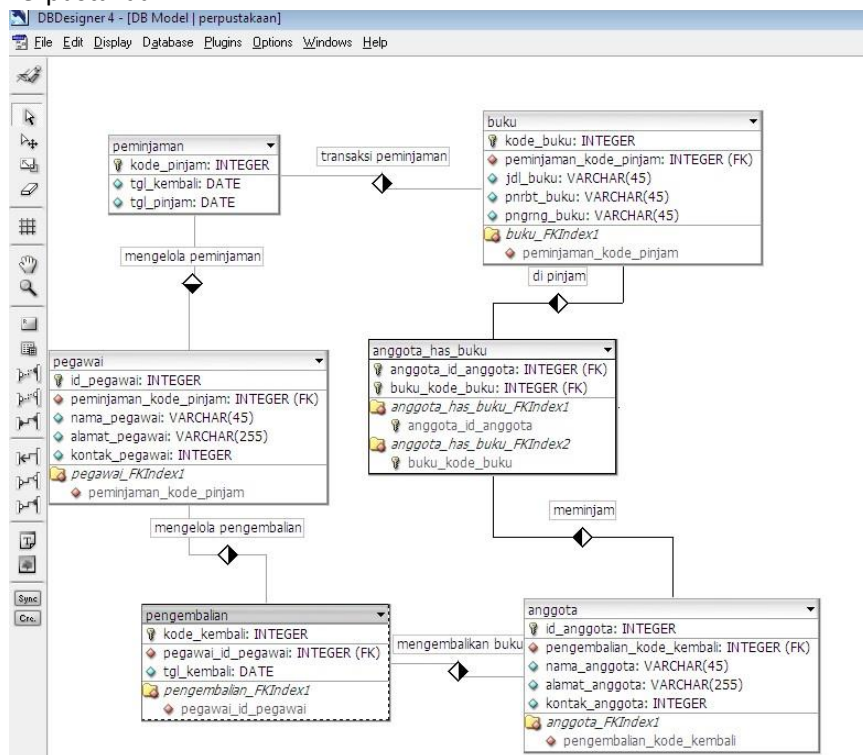 DBDesigner 4 - [DB Model | perpustakaan]
File Edit Display Database Plugins Options Windows Help
peminjaman
kode_pinjam: INTEGER
tgl_kembali: DATE
tgl_pinjam: DATE
transaksi peminjaman
buku
kode_buku: INTEGER
peminjaman_kode_pinjam: INTEGER (FK)
jdl_buku: VARCHAR(45)
pnrbt_buku: VARCHAR(45)
pngrng_buku: VARCHAR(45)
buku_FKIndex1
peminjaman_kode_pinjam
mengelola peminjaman
di pinjam
pegawai
id_pegawai: INTEGER
peminjaman_kode_pinjam: INTEGER (FK)
nama_pegawai: VARCHAR(45)
alamat_pegawai: VARCHAR(255)
kontak_pegawai: INTEGER
pegawai_FKIndex1
peminjaman_kode_pinjam
anggota_has_buku
anggota_id_anggota: INTEGER (FK)
buku_kode_buku: INTEGER (FK)
anggota_has_buku_FKIndex1
anggota_id_anggota
anggota_has_buku_FKIndex2
buku_kode_buku
mengelola pengembalian
meminjam
pengembalian
kode_kembali: INTEGER
pegawai_id_pegawai: INTEGER (FK)
tgl_kembali: DATE
pengembalian_FKIndex1
pegawai_id_pegawai
mengembalikan buku
anggota
id_anggota: INTEGER
pengembalian_kode_kembali: INTEGER (FK)
nama_anggota: VARCHAR(45)
alamat_anggota: VARCHAR(255)
kontak_anggota: INTEGER
anggota_FKIndex1
pengembalian_kode_kembali
Sync
Cre.